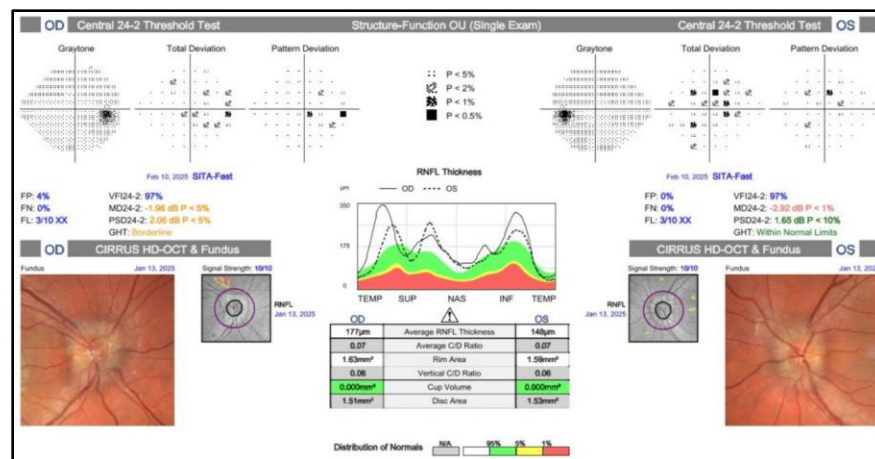 OD Central 24-2 Threshold Test Structure-Function OU (Single Exam) Central 24-2 Threshold Test OS
Graytone Total Deviation Pattern Deviation Graytone Total Deviation Pattern Deviation
P < 5%
P < 2%
P < 1%
P < 0.5%
Feb 10, 2025 SITA-Fast Feb 10, 2025 SITA-Fast
FP: 4% VFI24-2: 97%
FN: 0% MD24-2: -1.96 dB P < 5%
FL: 3/10 XX PSD24-2: 2.06 dB P < 5%
GHT: Borderline
RNFL Thickness
µm OD OS
350
175
0
TEMP SUP NAS INF TEMP
FP: 0% VFI24-2: 97%
FN: 0% MD24-2: -2.82 dB P < 1%
FL: 3/10 XX PSD24-2: 1.65 dB P < 10%
GHT: Within Normal Limits
OD CIRRUS HD-OCT & Fundus
Fundus Jan 13, 2025 Signal Strength: 10/10
RNFL
Jan 13, 2025
OD OS
177µm Average RNFL Thickness 148µm
0.07 Average C/D Ratio 0.07
1.63mm² Rim Area 1.59mm²
0.06 Vertical C/D Ratio 0.06
0.000mm³ Cup Volume 0.000mm³
1.51mm² Disc Area 1.53mm²
Distribution of Normals N/A 95% 5% 1%
CIRRUS HD-OCT & Fundus OS
Signal Strength: 10/10 Fundus Jan 13, 2025
RNFL
Jan 13, 2025